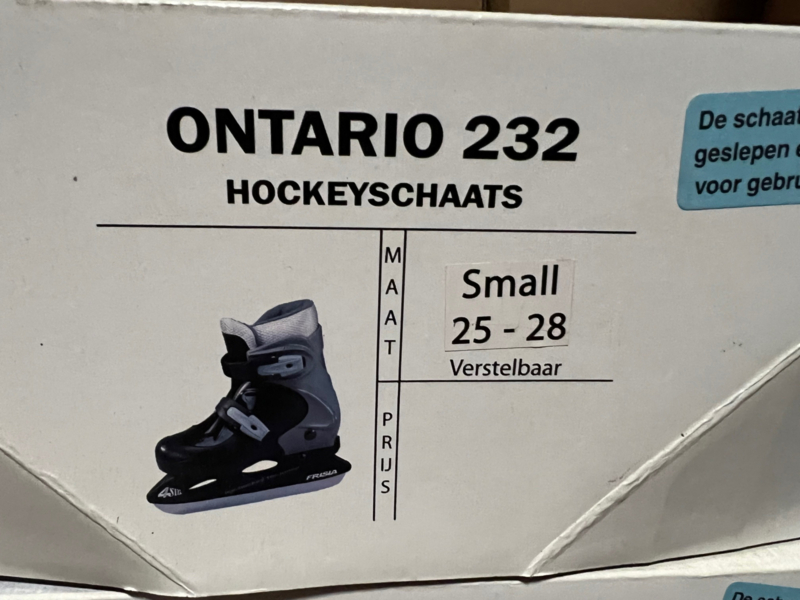 ONTARIO 232
HOCKEYSCHAATS
De schaat
geslepen e
voor gebru
MAAT
Small
25 - 28
Verstelbaar
PRIJS
FRISIA